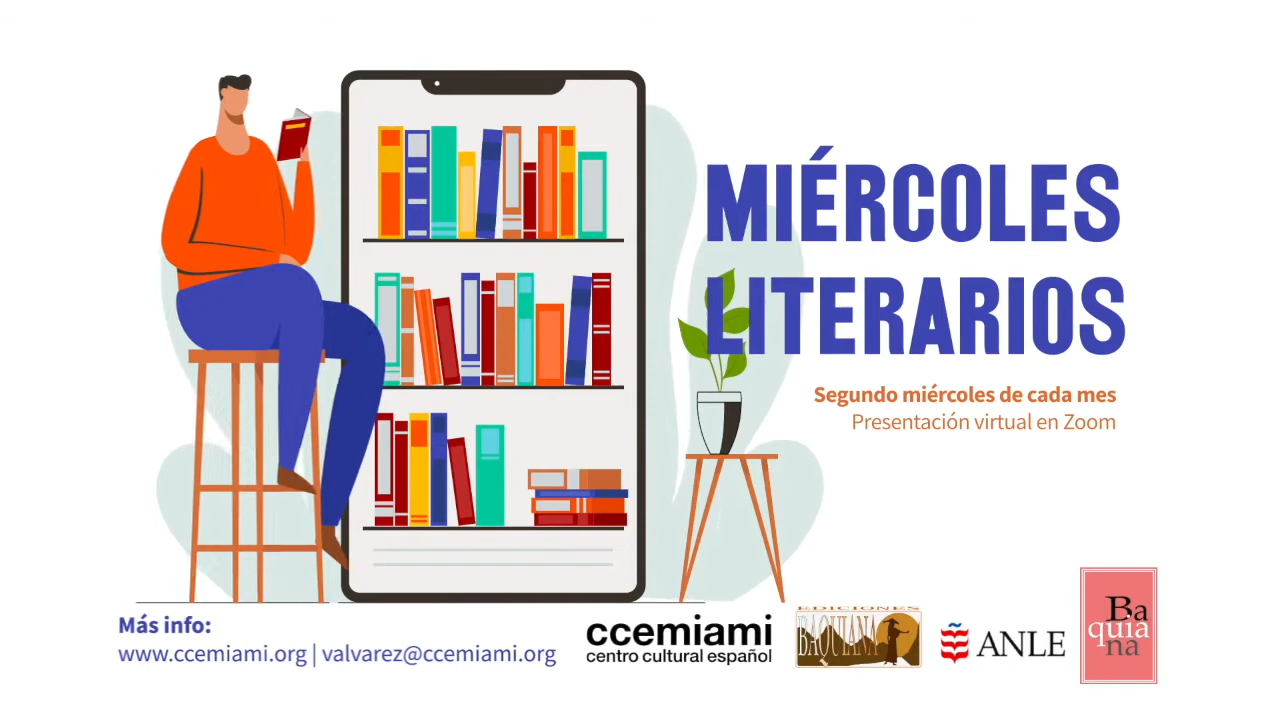 MIÉRCOLES
LITERARIOS
Segundo miércoles de cada mes
Presentación virtual en Zoom
Más info:
www.ccemiami.org | valvarez@ccemiami.org
ccemiami
centro cultural español
EDICIONES
BAQUIANA
ANLE
Ba
quia
na